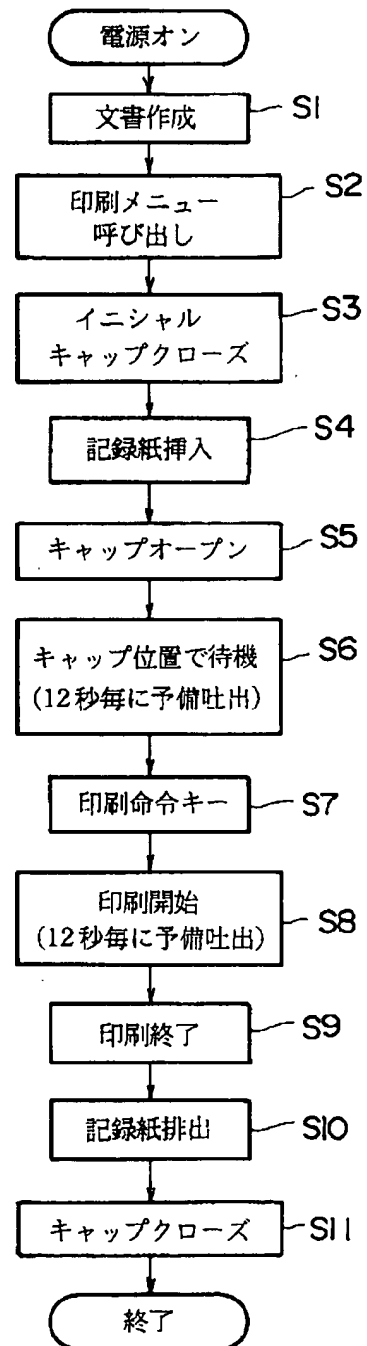 電源オン
文書作成
S1
印刷メニュー
呼び出し
S2
イニシャル
キャップクローズ
S3
記録紙挿入
S4
キャップオープン
S5
キャップ位置で待機
(12秒毎に予備吐出)
S6
印刷命令キー
S7
印刷開始
(12秒毎に予備吐出)
S8
印刷終了
S9
記録紙排出
S10
キャップクローズ
S11
終了